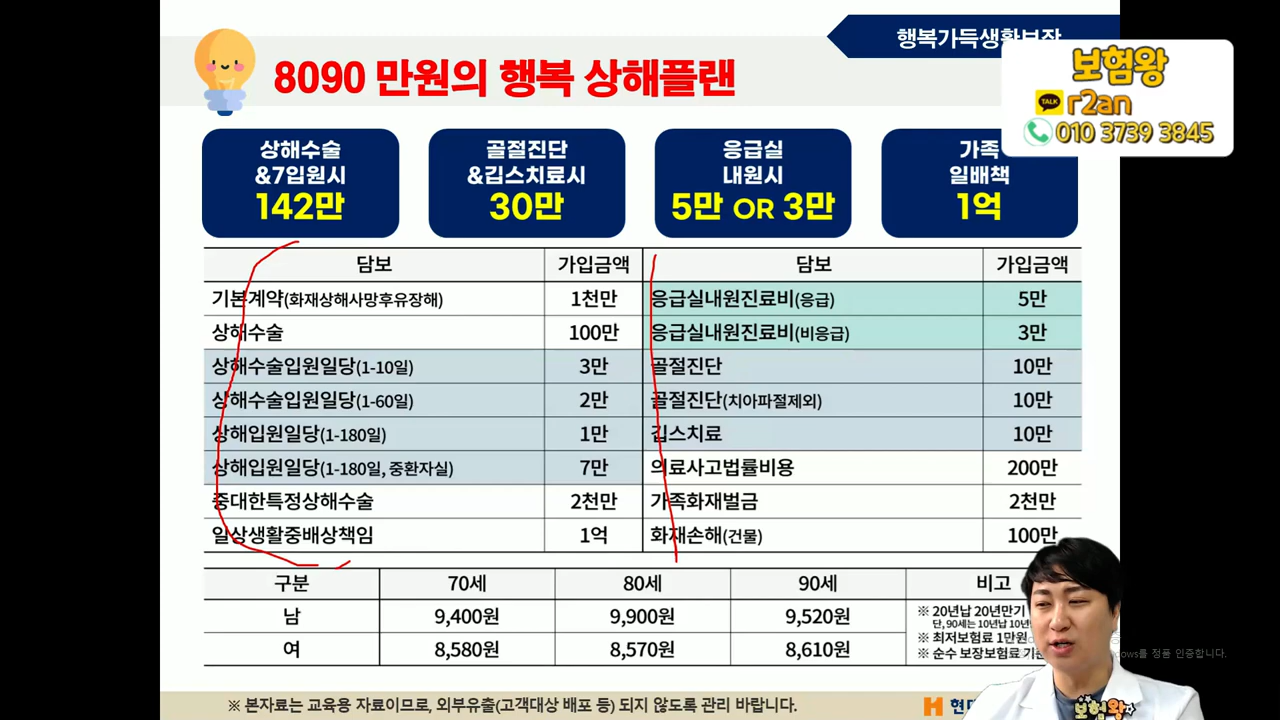 행복가득생활보장
보험왕
TALK r2an
010 3739 3845
8090 만원의 행복 상해플랜
상해수술
&7입원시
142만
골절진단
&깁스치료시
30만
응급실
내원시
5만 OR 3만
가족
일배책
1억
담보 가입금액 담보 가입금액
기본계약(화재상해사망후유장해) 1천만 응급실내원진료비(응급) 5만
상해수술 100만 응급실내원진료비(비응급) 3만
상해수술입원일당(1-10일) 3만 골절진단 10만
상해수술입원일당(1-60일) 2만 골절진단(치아파절제외) 10만
상해입원일당(1-180일) 1만 깁스치료 10만
상해입원일당(1-180일, 중환자실) 7만 의료사고법률비용 200만
중대한특정상해수술 2천만 가족화재벌금 2천만
일상생활중배상책임 1억 화재손해(건물) 100만
구분 70세 80세 90세 비고
남 9,400원 9,900원 9,520원
여 8,580원 8,570원 8,610원
※ 20년납 20년만기
단, 90세는 10년납
※ 최저보험료 1만원
※ 순수 보장보험료
를 정품 인증합니다.
※ 본자료는 교육용 자료이므로, 외부유출(고객대상 배포 등) 되지 않도록 관리 바랍니다.
보험왕